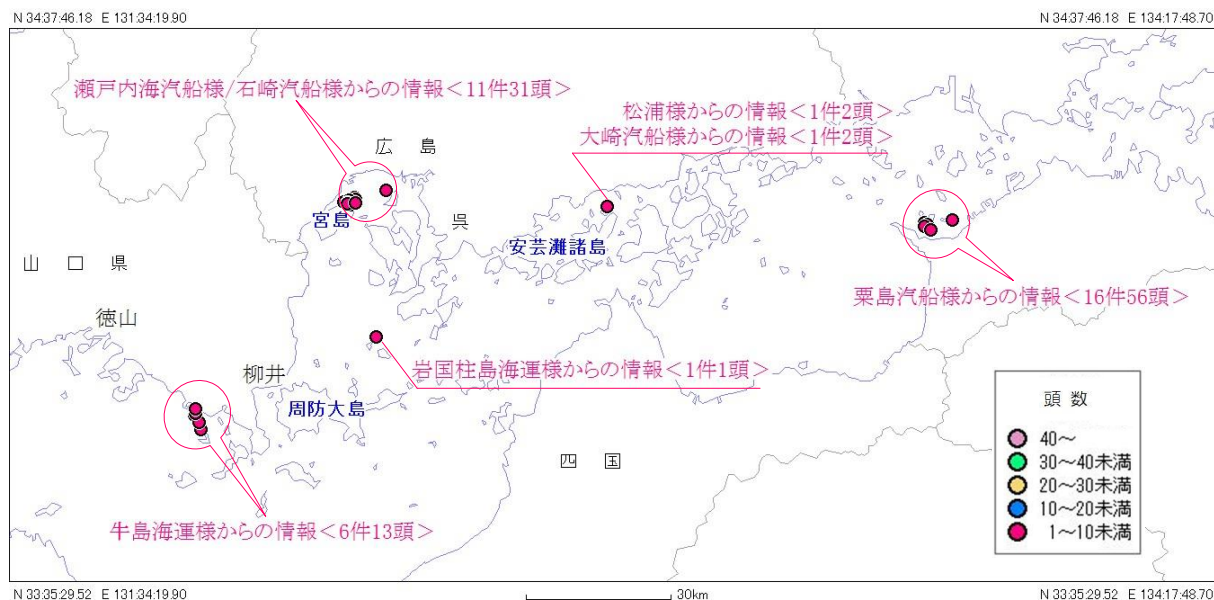 N 34:37:46.18 E 131:34:19.90
N 34:37:46.18 E 134:17:48.70
瀬戸内海汽船様/石崎汽船様からの情報＜11件31頭＞
松浦様からの情報＜1件2頭＞
大崎汽船様からの情報＜1件2頭＞
広島
宮島
呉
安芸灘諸島
山口県
粟島汽船様からの情報＜16件56頭＞
徳山
岩国柱島海運様からの情報＜1件1頭＞
柳井
周防大島
頭数
40～
30～40未満
20～30未満
10～20未満
1～10未満
四国
牛島海運様からの情報＜6件13頭＞
N 33:35:29.52 E 131:34:19.90
30km
N 33:35:29.52 E 134:17:48.70